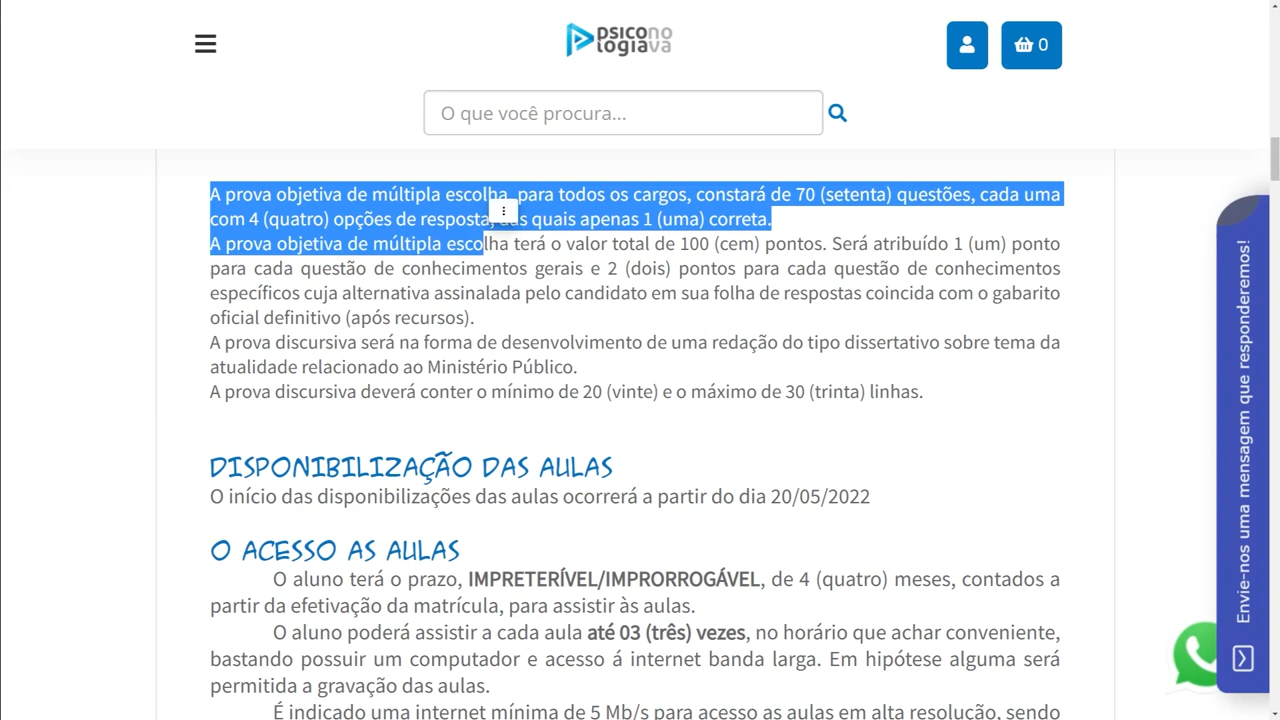 psicono
logiava
0
O que você procura...
A prova objetiva de múltipla escolha, para todos os cargos, constará de 70 (setenta) questões, cada uma
com 4 (quatro) opções de resposta, das quais apenas 1 (uma) correta.
A prova objetiva de múltipla escolha terá o valor total de 100 (cem) pontos. Será atribuído 1 (um) ponto
para cada questão de conhecimentos gerais e 2 (dois) pontos para cada questão de conhecimentos
específicos cuja alternativa assinalada pelo candidato em sua folha de respostas coincida com o gabarito
oficial definitivo (após recursos).
A prova discursiva será na forma de desenvolvimento de uma redação do tipo dissertativo sobre tema da
atualidade relacionado ao Ministério Público.
A prova discursiva deverá conter o mínimo de 20 (vinte) e o máximo de 30 (trinta) linhas.
DISPONIBILIZAÇÃO DAS AULAS
O início das disponibilizações das aulas ocorrerá a partir do dia 20/05/2022
O ACESSO AS AULAS
O aluno terá o prazo, IMPRETERÍVEL/IMPRORROGÁVEL, de 4 (quatro) meses, contados a
partir da efetivação da matrícula, para assistir às aulas.
O aluno poderá assistir a cada aula até 03 (três) vezes, no horário que achar conveniente,
bastando possuir um computador e acesso á internet banda larga. Em hipótese alguma será
permitida a gravação das aulas.
É indicado uma internet mínima de 5 Mb/s para acesso as aulas em alta resolução, sendo
Envie-nos uma mensagem que responderemos!